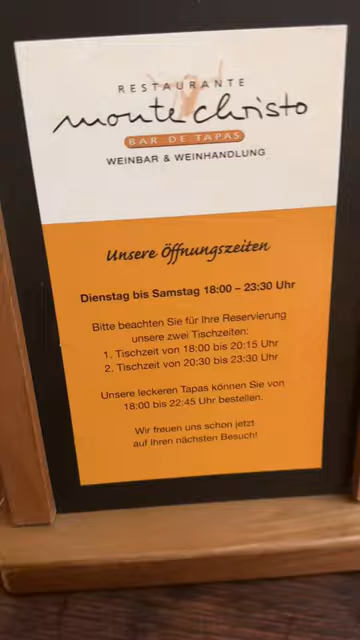 RESTAURANTE
monte christo
BAR DE TAPAS
WEINBAR & WEINHANDLUNG
Unsere Öffnungszeiten
Dienstag bis Samstag 18:00 – 23:30 Uhr
Bitte beachten Sie für Ihre Reservierung
unsere zwei Tischzeiten:
1. Tischzeit von 18:00 bis 20:15 Uhr
2. Tischzeit von 20:30 bis 23:30 Uhr
Unsere leckeren Tapas können Sie von
18:00 bis 22:45 Uhr bestellen.
Wir freuen uns schon jetzt
auf Ihren nächsten Besuch!